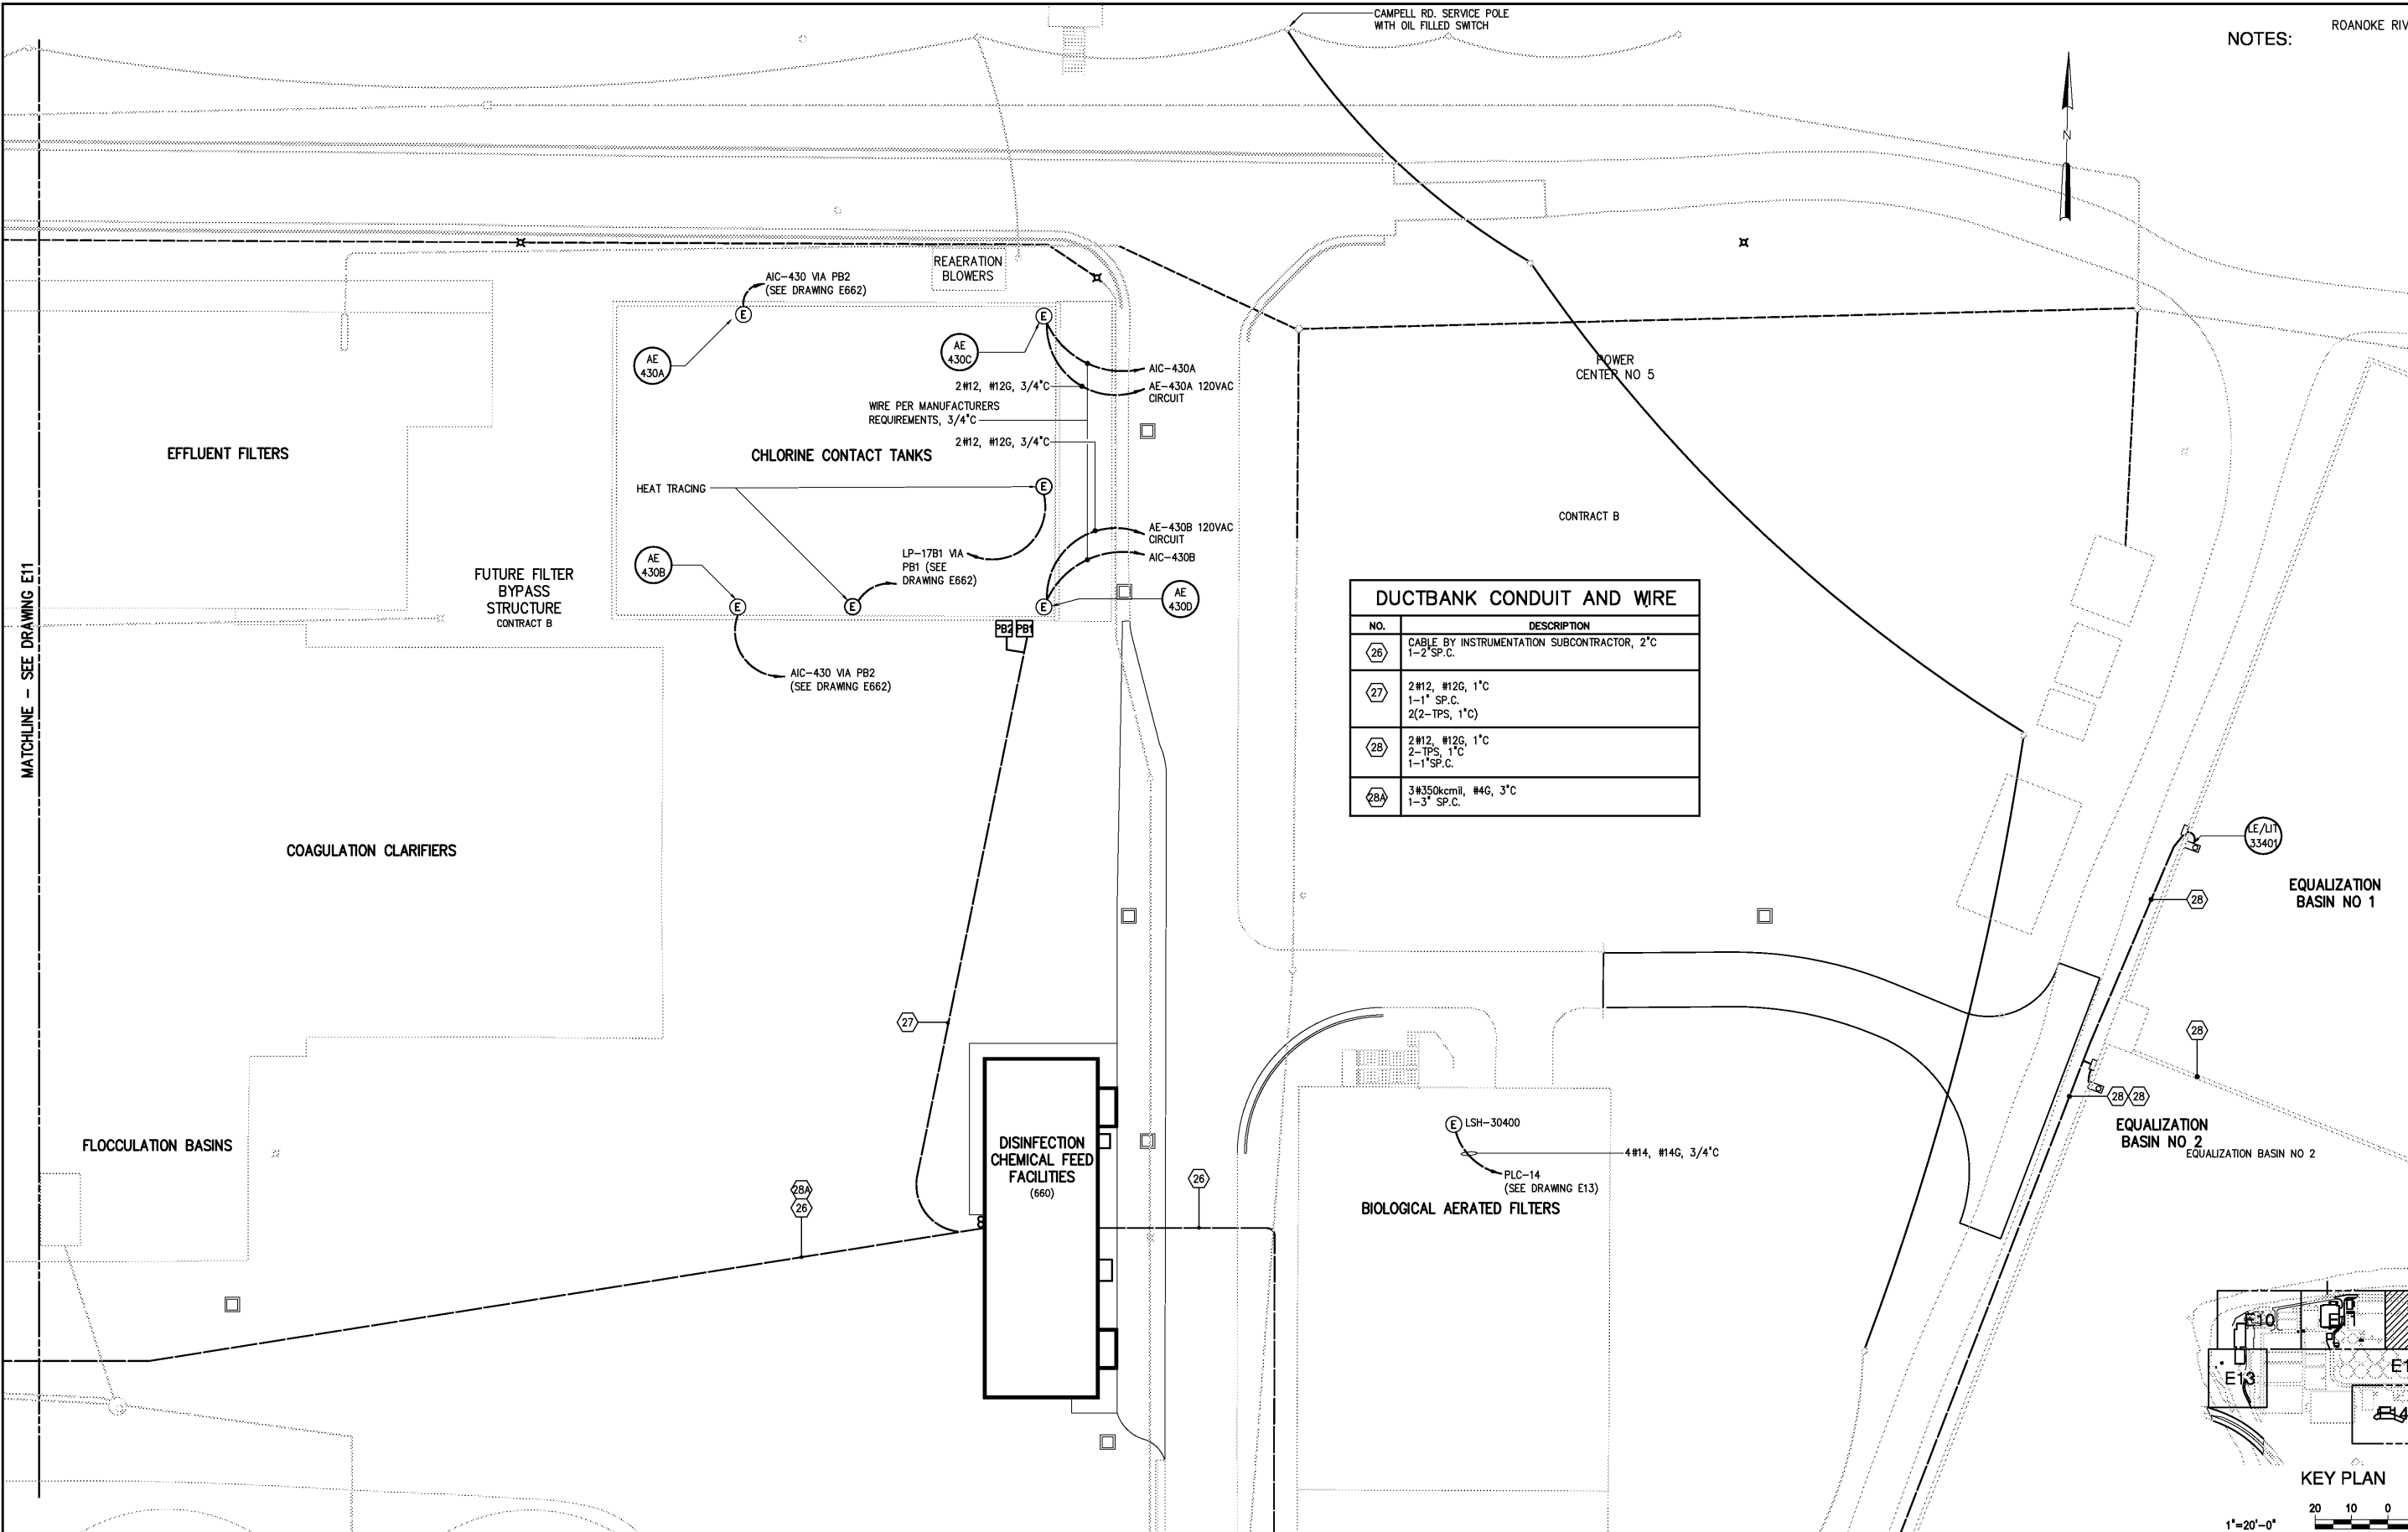 CAMPELL RD. SERVICE POLE
WITH OIL FILLED SWITCH
ROANOKE RIV
NOTES:
N
REAERATION
BLOWERS
AIC-430 VIA PB2
(SEE DRAWING E662)
E
E
AE
430A
AE
430C
AIC-430A
2#12, #12G, 3/4"C
AE-430A 120VAC
CIRCUIT
WIRE PER MANUFACTURERS
REQUIREMENTS, 3/4"C
2#12, #12G, 3/4"C
POWER
CENTER NO 5
EFFLUENT FILTERS
CHLORINE CONTACT TANKS
HEAT TRACING
E
CONTRACT B
AE-430B 120VAC
CIRCUIT
AIC-430B
LP-17B1 VIA
PB1 (SEE
DRAWING E662)
AE
430B
FUTURE FILTER
BYPASS
STRUCTURE
CONTRACT B
E
E
E
AE
430D
PB2 PB1
AIC-430 VIA PB2
(SEE DRAWING E662)
MATCHLINE - SEE DRAWING E11
DUCTBANK CONDUIT AND WIRE
NO. DESCRIPTION
26 CABLE BY INSTRUMENTATION SUBCONTRACTOR, 2"C
1-2"SP.C.
27 2#12, #12G, 1"C
1-1" SP.C.
2(2-TPS, 1"C)
28 2#12, #12G, 1"C
2-TPS, 1"C
1-1"SP.C.
28A 3#350kcmil, #4G, 3"C
1-3" SP.C.
COAGULATION CLARIFIERS
LE/LIT
33401
EQUALIZATION
BASIN NO 1
28
27
28
28 28
EQUALIZATION
BASIN NO 2
EQUALIZATION BASIN NO 2
FLOCCULATION BASINS
DISINFECTION
CHEMICAL FEED
FACILITIES
(660)
E LSH-30400
4#14, #14G, 3/4"C
PLC-14
(SEE DRAWING E13)
BIOLOGICAL AERATED FILTERS
28A
26
26
E10
E11
E1
E13
E14
KEY PLAN
20 10 0
1"=20'-0"